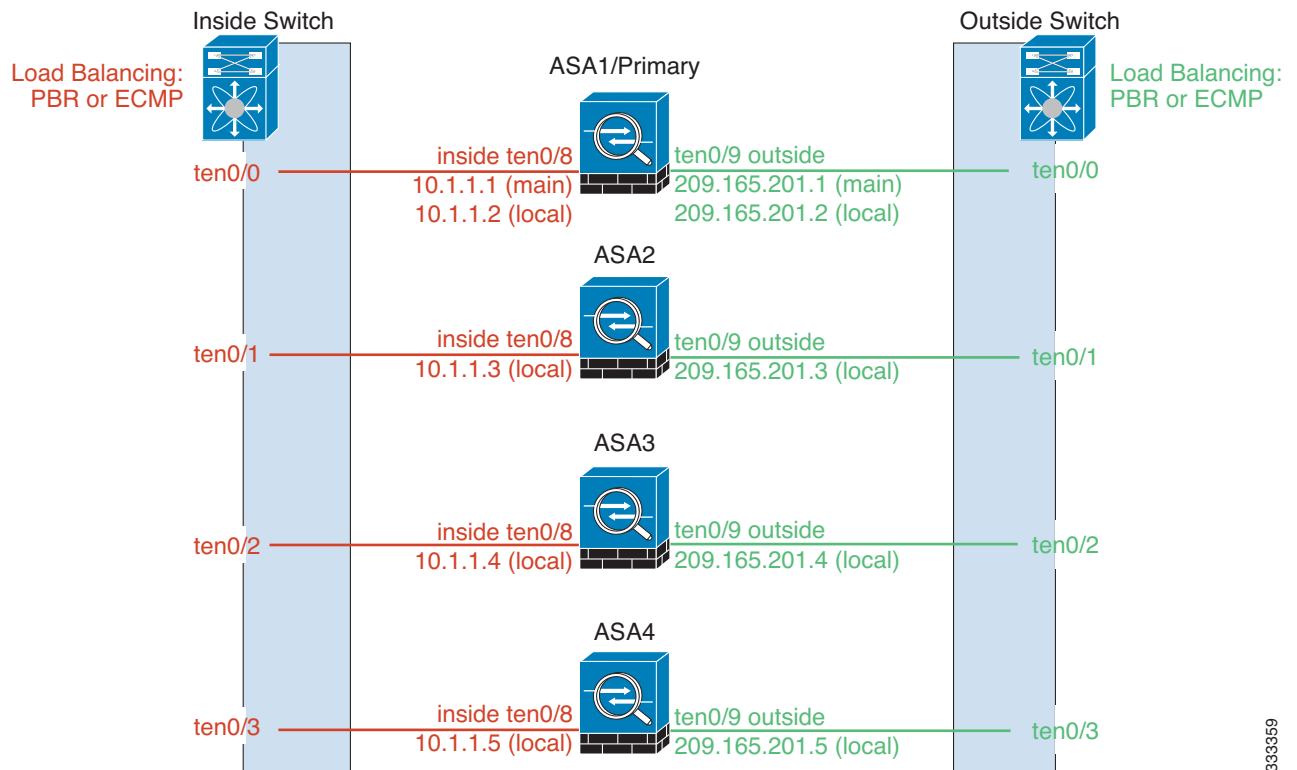 Inside Switch
Outside Switch
Load Balancing:
PBR or ECMP
ASA1/Primary
Load Balancing:
PBR or ECMP
ten0/0
inside ten0/8
10.1.1.1 (main)
10.1.1.2 (local)
ten0/9 outside
209.165.201.1 (main)
209.165.201.2 (local)
ten0/0
ASA2
ten0/1
inside ten0/8
10.1.1.3 (local)
ten0/9 outside
209.165.201.3 (local)
ten0/1
ASA3
ten0/2
inside ten0/8
10.1.1.4 (local)
ten0/9 outside
209.165.201.4 (local)
ten0/2
ASA4
ten0/3
inside ten0/8
10.1.1.5 (local)
ten0/9 outside
209.165.201.5 (local)
ten0/3
333359